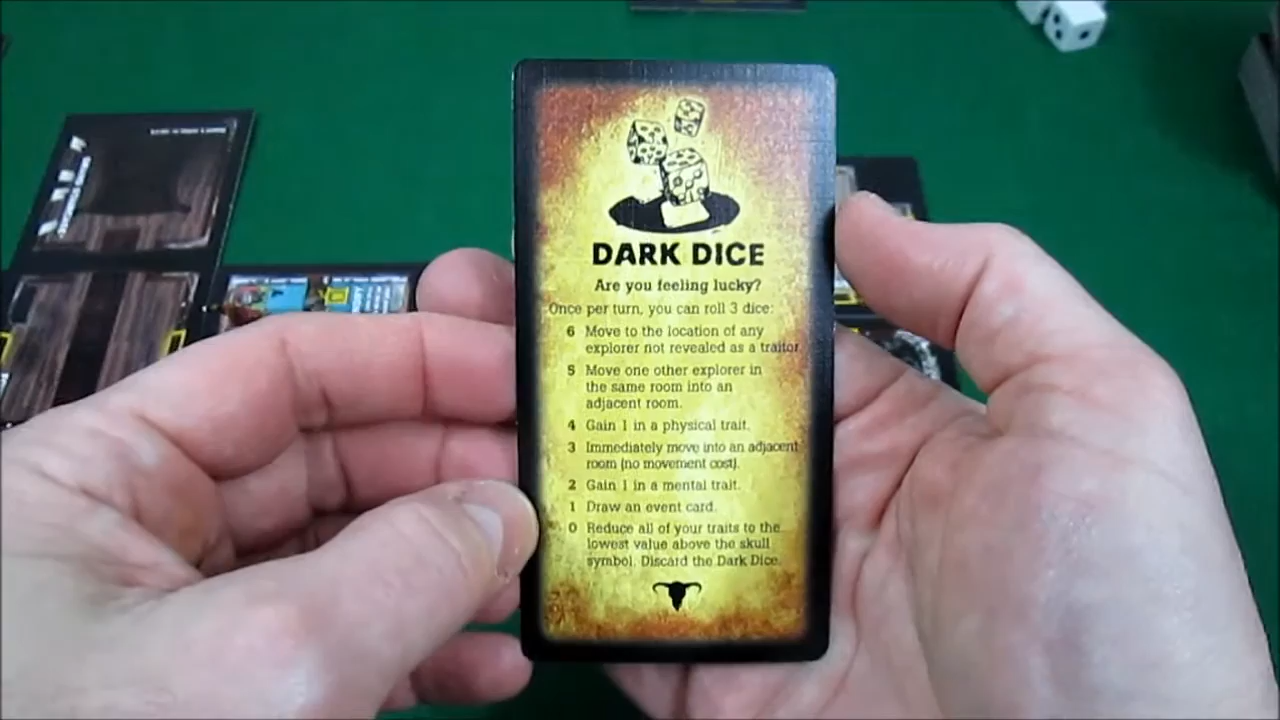 DARK DICE
Are you feeling lucky?
Once per turn, you can roll 3 dice:
6 Move to the location of any
explorer not revealed as a traitor.
5 Move one other explorer in
the same room into an
adjacent room.
4 Gain 1 in a physical trait.
3 Immediately move into an adjacent
room (no movement cost).
2 Gain 1 in a mental trait.
1 Draw an event card.
0 Reduce all of your traits to the
lowest value above the skull
symbol. Discard the Dark Dice.